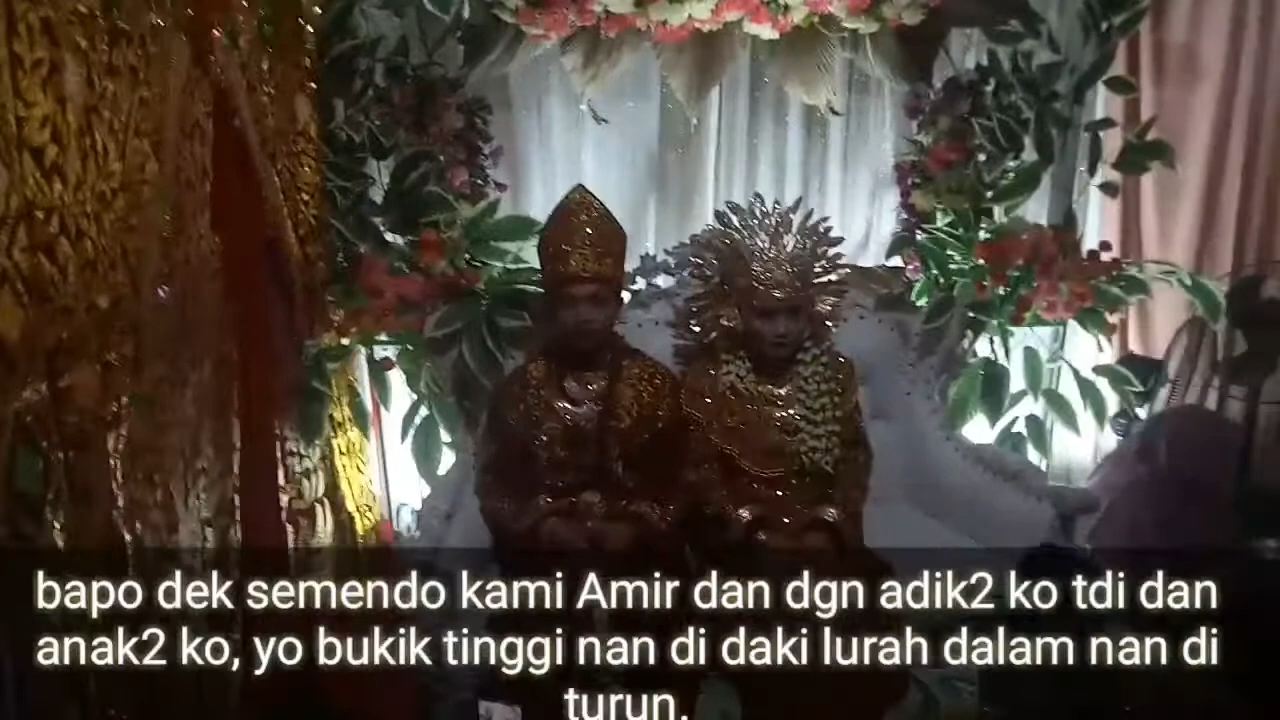 bapo dek semendo kami Amir dan dgn adik2 ko tdi dan
anak2 ko, yo bukik tinggi nan di daki lurah dalam nan di
turun.